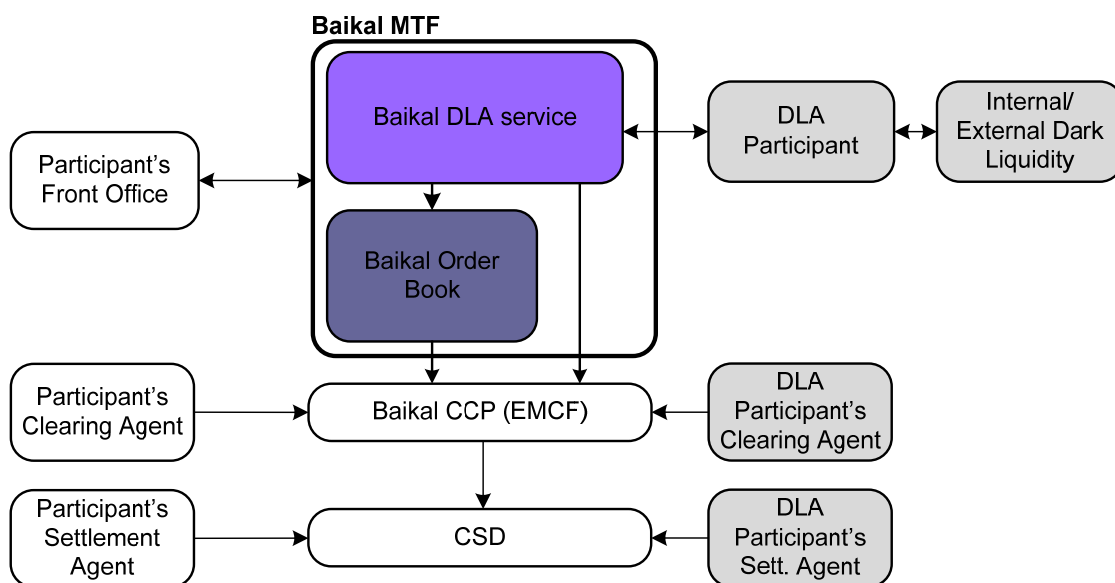 Baikal MTF
Baikal DLA service
DLA
Participant
Internal/
External Dark
Liquidity
Participant’s
Front Office
Baikal Order
Book
Participant’s
Clearing Agent
Baikal CCP (EMCF)
DLA
Participant’s
Clearing Agent
Participant’s
Settlement
Agent
CSD
DLA
Participant’s
Sett. Agent